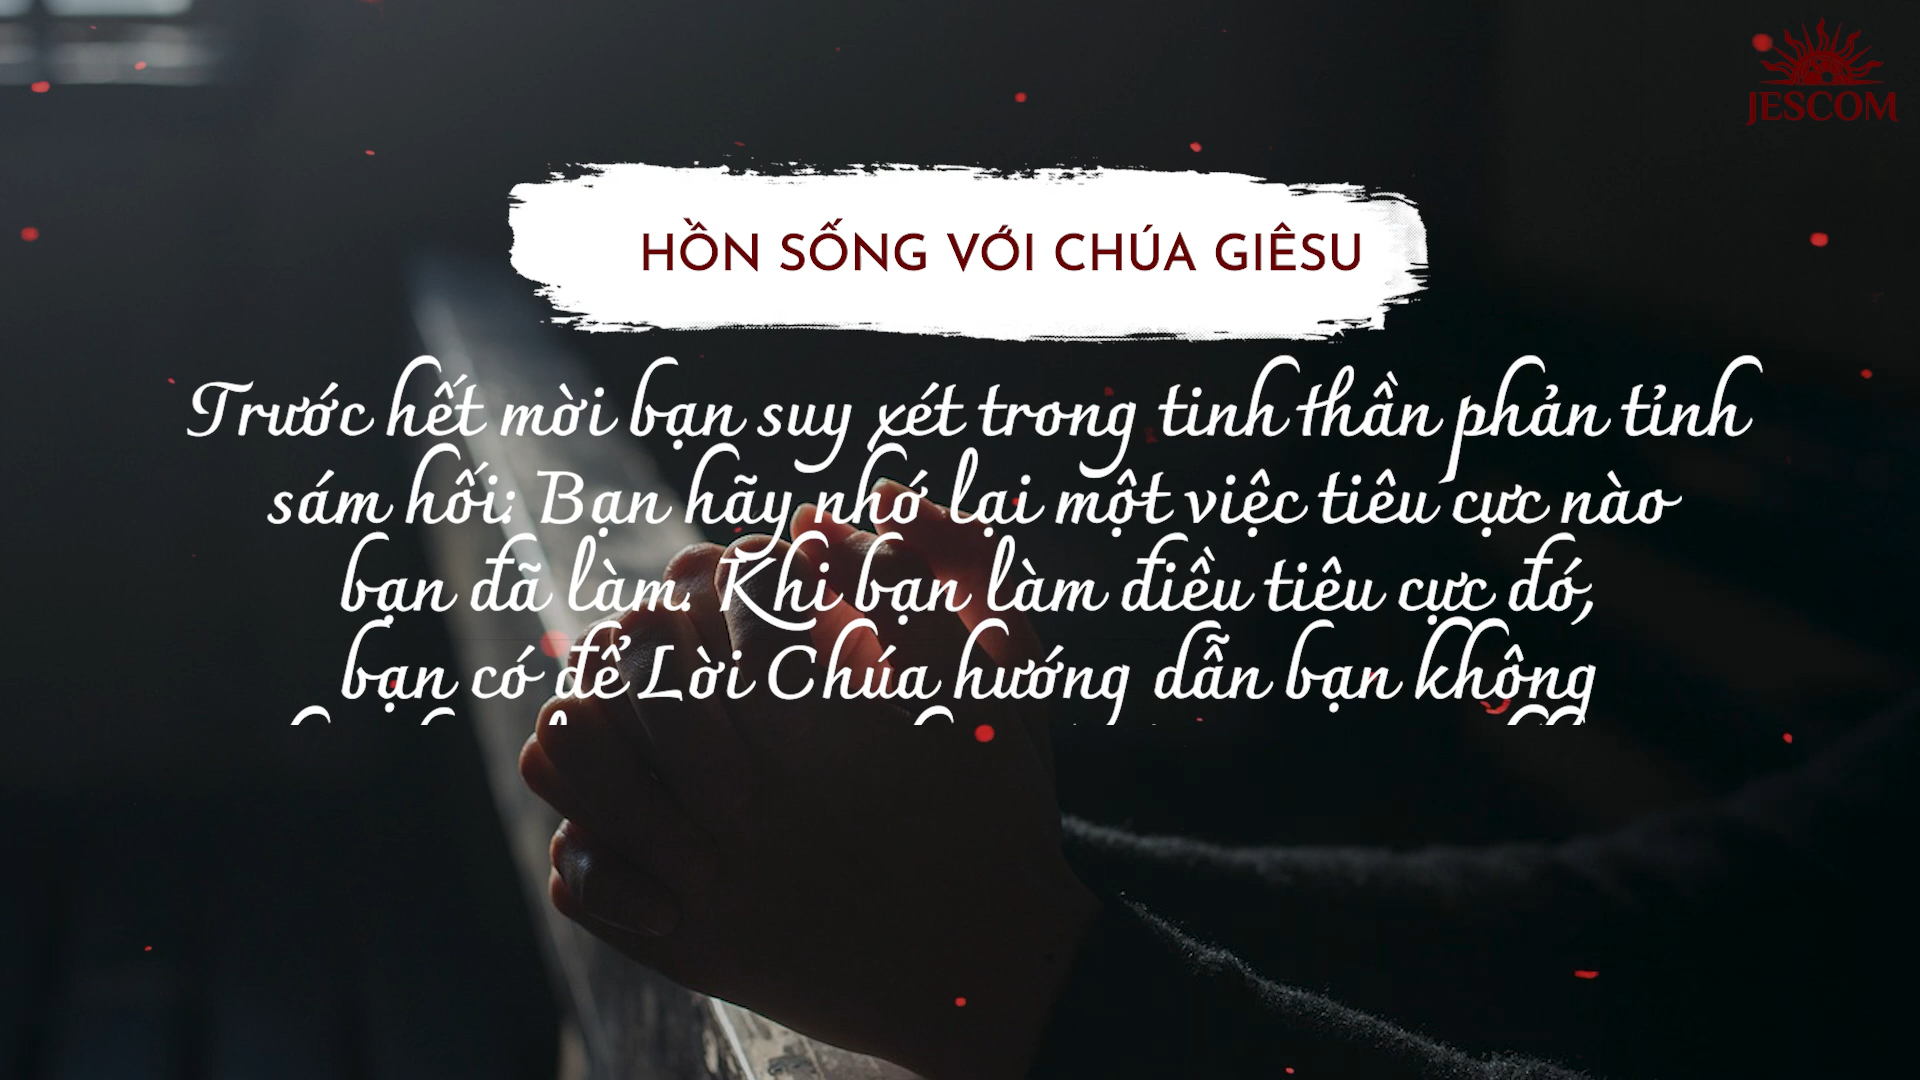 JESCOM
HỒN SỐNG VỚI CHÚA GIÊSU
Trước hết mời bạn suy xét trong tinh thần phản tỉnh
sám hối: Bạn hãy nhớ lại một việc tiêu cực nào
bạn đã làm. Khi bạn làm điều tiêu cực đó,
bạn có để Lời Chúa hướng dẫn bạn không